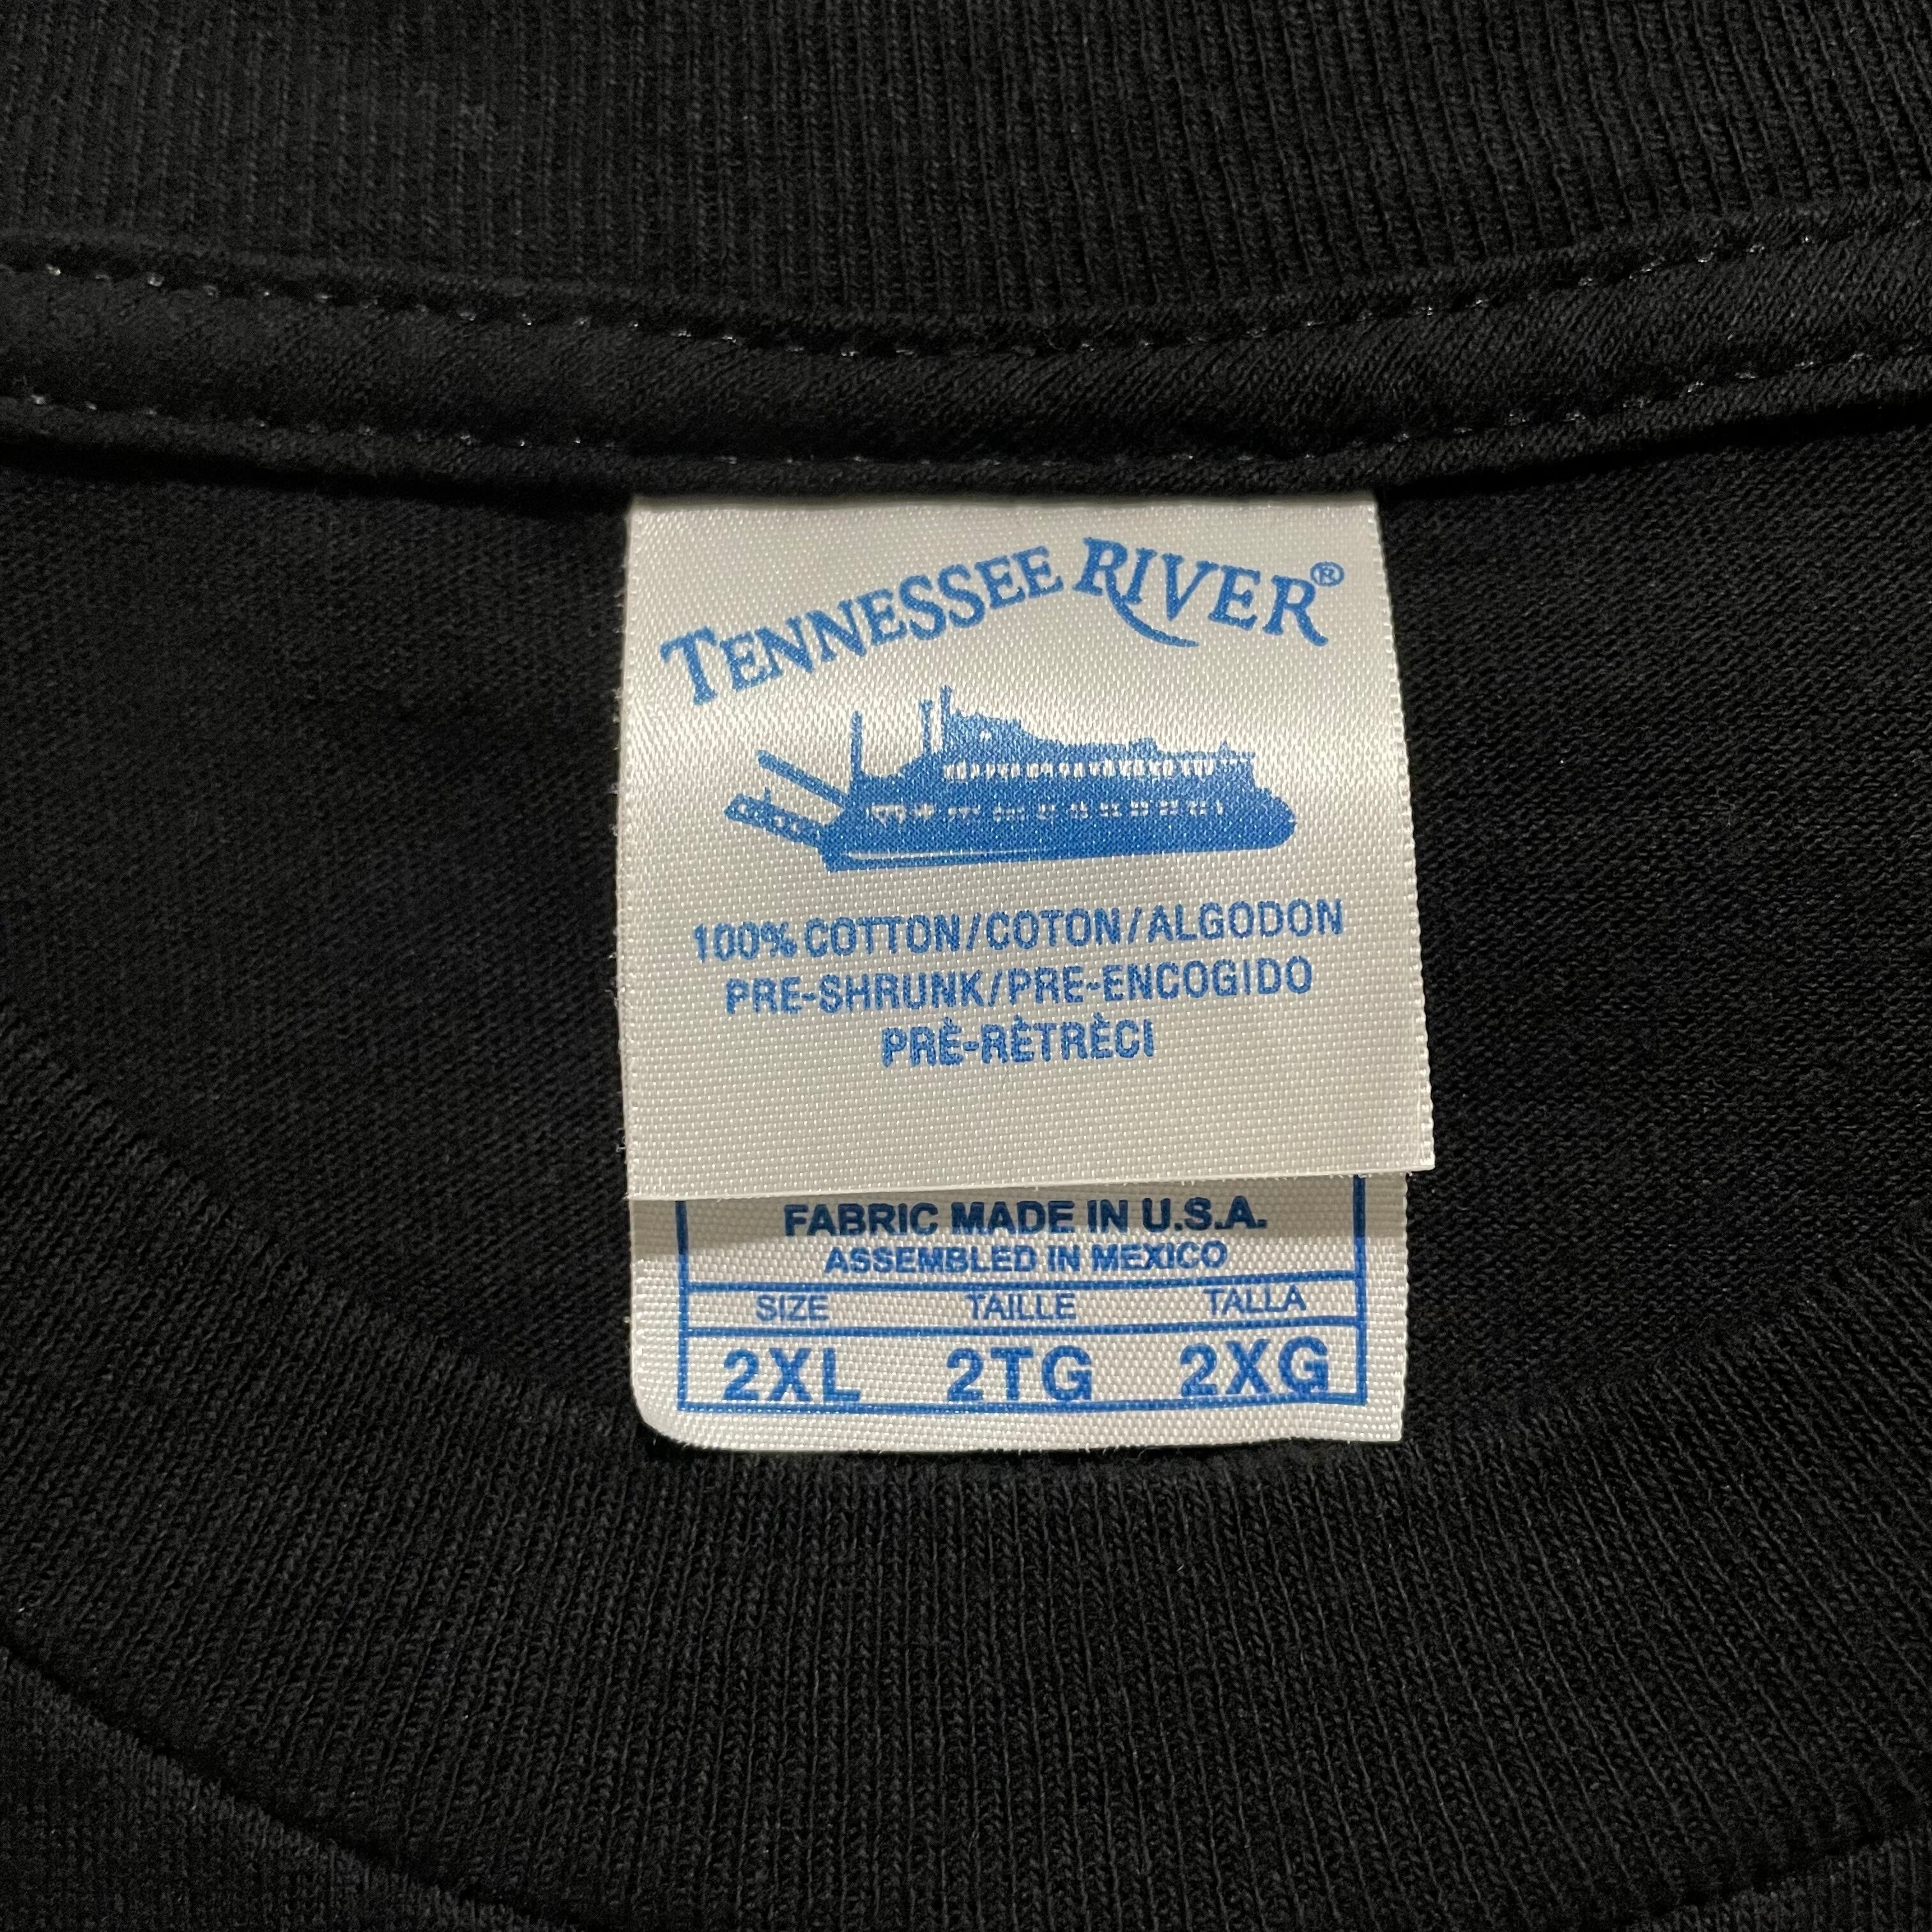 TENNESSEE RIVER®
100% COTTON/COTON/ALGODON
PRE-SHRUNK/PRE-ENCOGIDO
PRÈ-RÈTRÈCI
FABRIC MADE IN U.S.A.
ASSEMBLED IN MEXICO
SIZE TAILLE TALLA
2XL 2TG 2XG